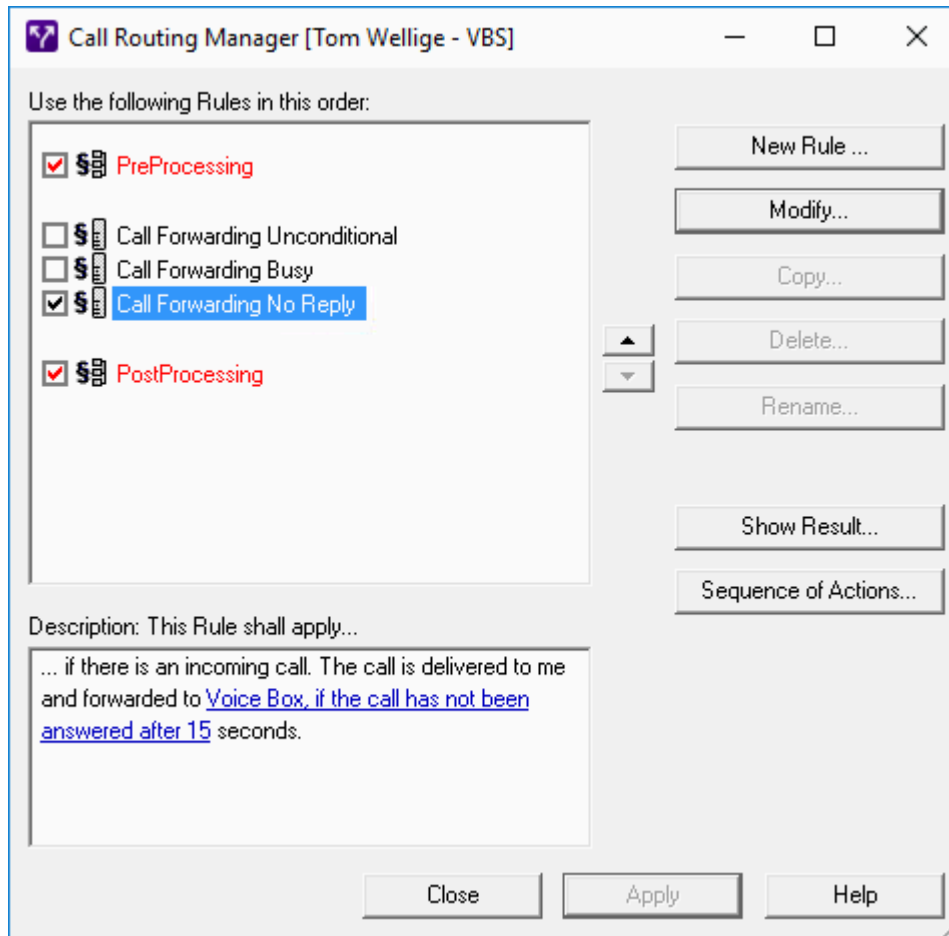 Call Routing Manager [Tom Wellige - VBS]
Use the following Rules in this order:
PreProcessing
Call Forwarding Unconditional
Call Forwarding Busy
Call Forwarding No Reply
PostProcessing
New Rule ...
Modify...
Copy...
Delete...
Rename...
Show Result...
Sequence of Actions...
Description: This Rule shall apply...
... if there is an incoming call. The call is delivered to me
and forwarded to Voice Box, if the call has not been
answered after 15 seconds.
Close
Apply
Help